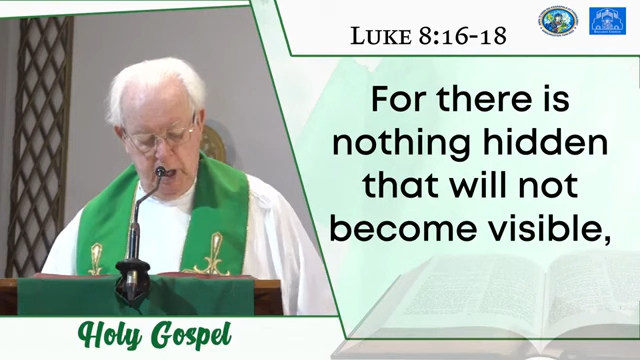 Luke 8:16-18
For there is
nothing hidden
that will not
become visible,
Holy Gospel